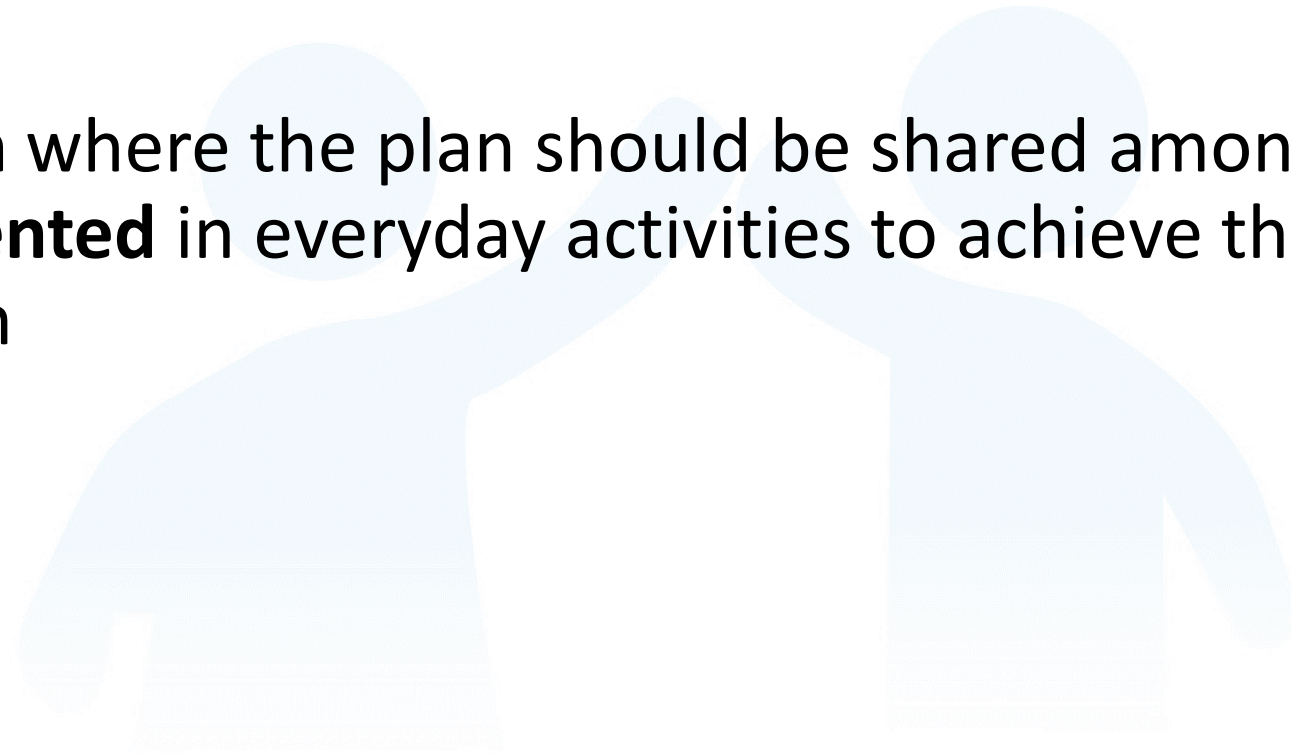 where the plan should be shared amon
nted in everyday activities to achieve th